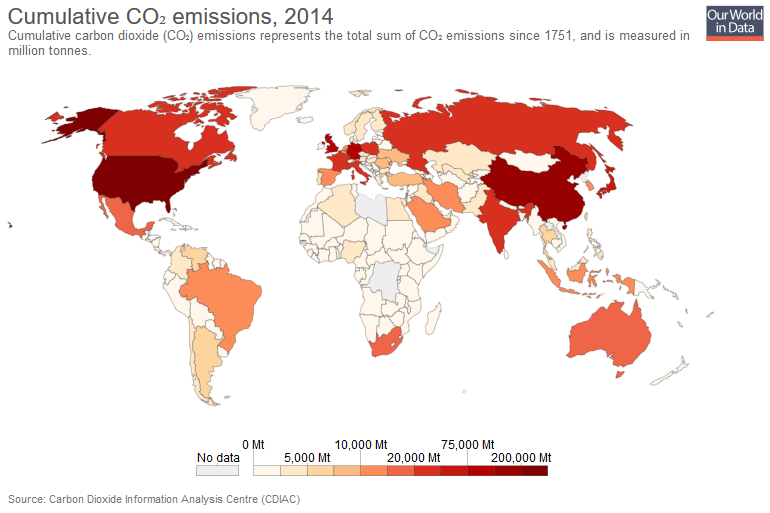 Cumulative CO₂ emissions, 2014
Our World
in Data
Cumulative carbon dioxide (CO₂) emissions represents the total sum of CO₂ emissions since 1751, and is measured in
million tonnes.
0 Mt 10,000 Mt 75,000 Mt
No data 5,000 Mt 20,000 Mt 200,000 Mt
Source: Carbon Dioxide Information Analysis Centre (CDIAC)